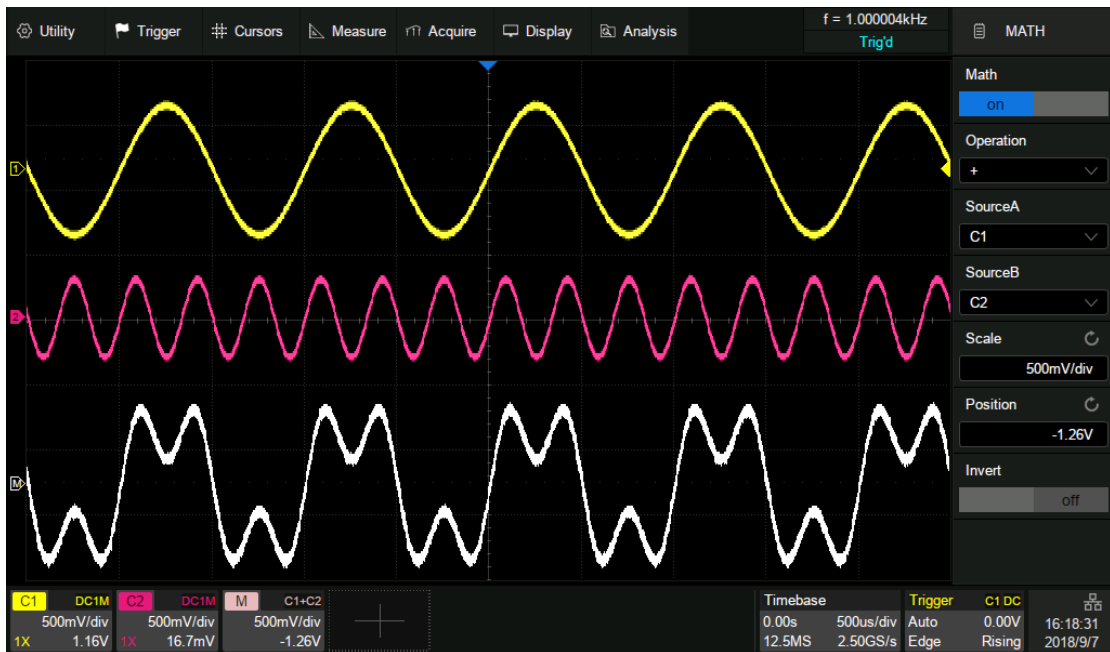 Utility Trigger Cursors Measure Acquire Display Analysis
f = 1.000004kHz
Trig'd
MATH
Math
on
Operation
+
SourceA
C1
SourceB
C2
Scale
500mV/div
Position
-1.26V
Invert
off
1
2
M
C1 DC1M
500mV/div
1X 1.16V
C2 DC1M
500mV/div
1X 16.7mV
M C1+C2
500mV/div
-1.26V
Timebase
0.00s 500us/div
12.5MS 2.50GS/s
Trigger C1 DC
Auto 0.00V
Edge Rising
16:18:31
2018/9/7